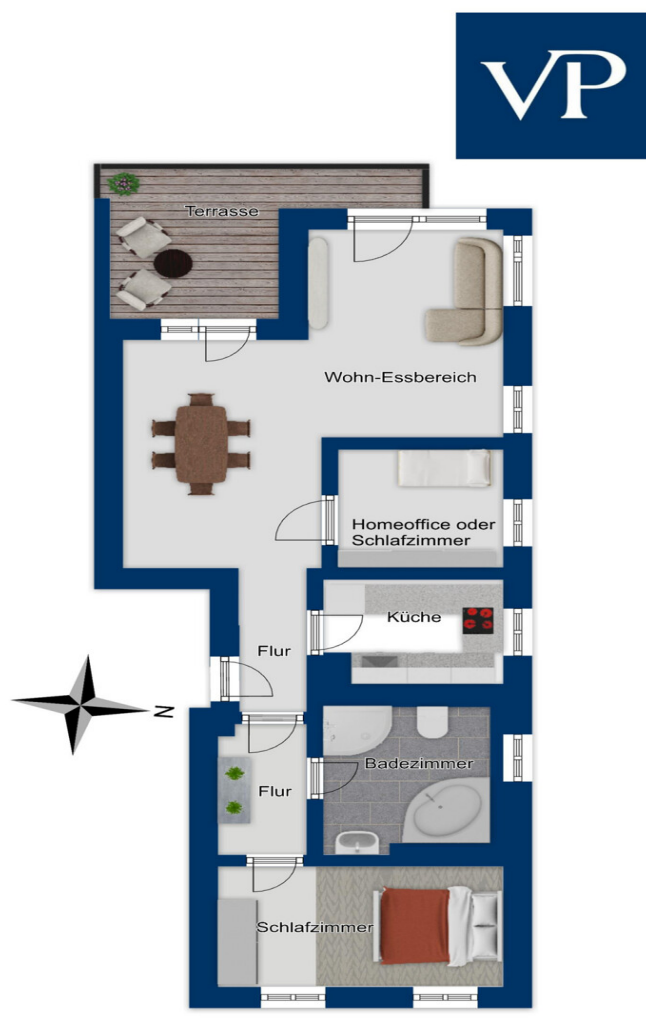 VP
Terrasse
Wohn-Essbereich
Homeoffice oder
Schlafzimmer
Küche
Flur
N
Badezimmer
Flur
Schlafzimmer